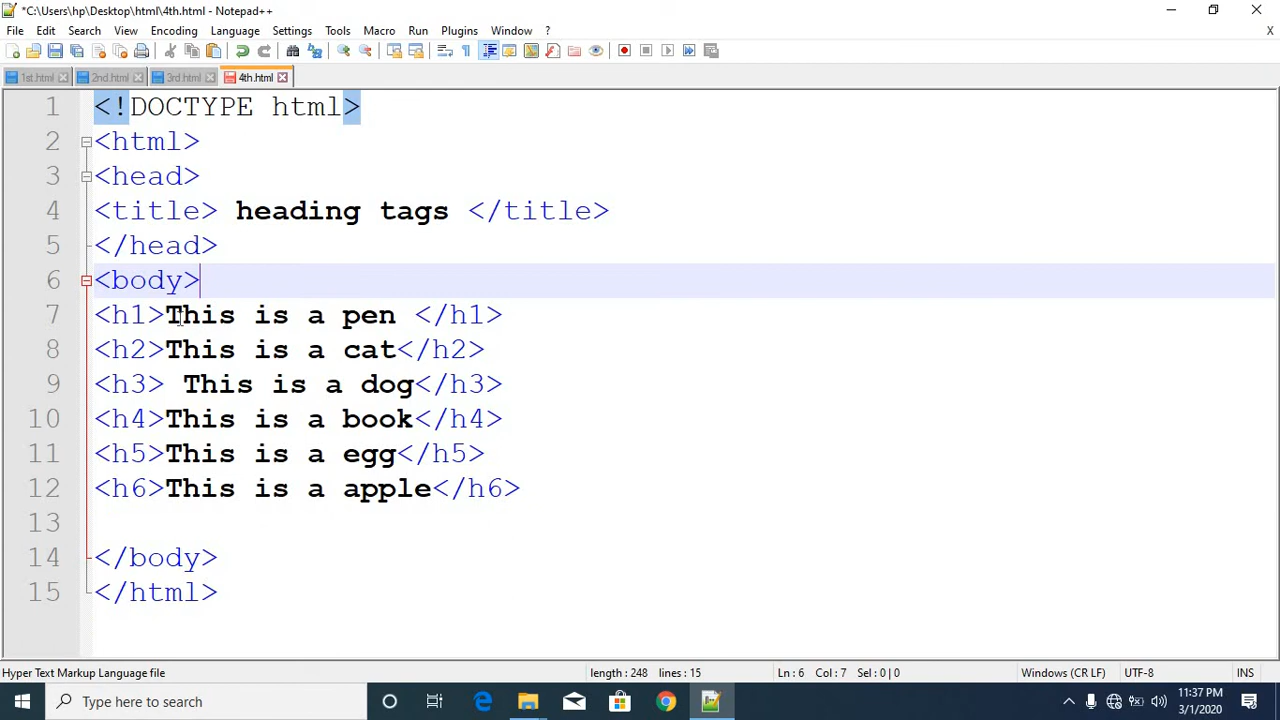 *C:\Users\hp\Desktop\html\4th.html - Notepad++
File Edit Search View Encoding Language Settings Tools Macro Run Plugins Window ? X
1st.html 2nd.html 3rd.html 4th.html
1 <!DOCTYPE html>
2 <html>
3 <head>
4 <title> heading tags </title>
5 </head>
6 <body>
7 <h1>This is a pen </h1>
8 <h2>This is a cat</h2>
9 <h3> This is a dog</h3>
10 <h4>This is a book</h4>
11 <h5>This is a egg</h5>
12 <h6>This is a apple</h6>
13
14 </body>
15 </html>
Hyper Text Markup Language file length : 248 lines : 15 Ln : 6 Col : 7 Sel : 0 | 0 Windows (CR LF) UTF-8 INS
Type here to search 11:37 PM
3/1/2020